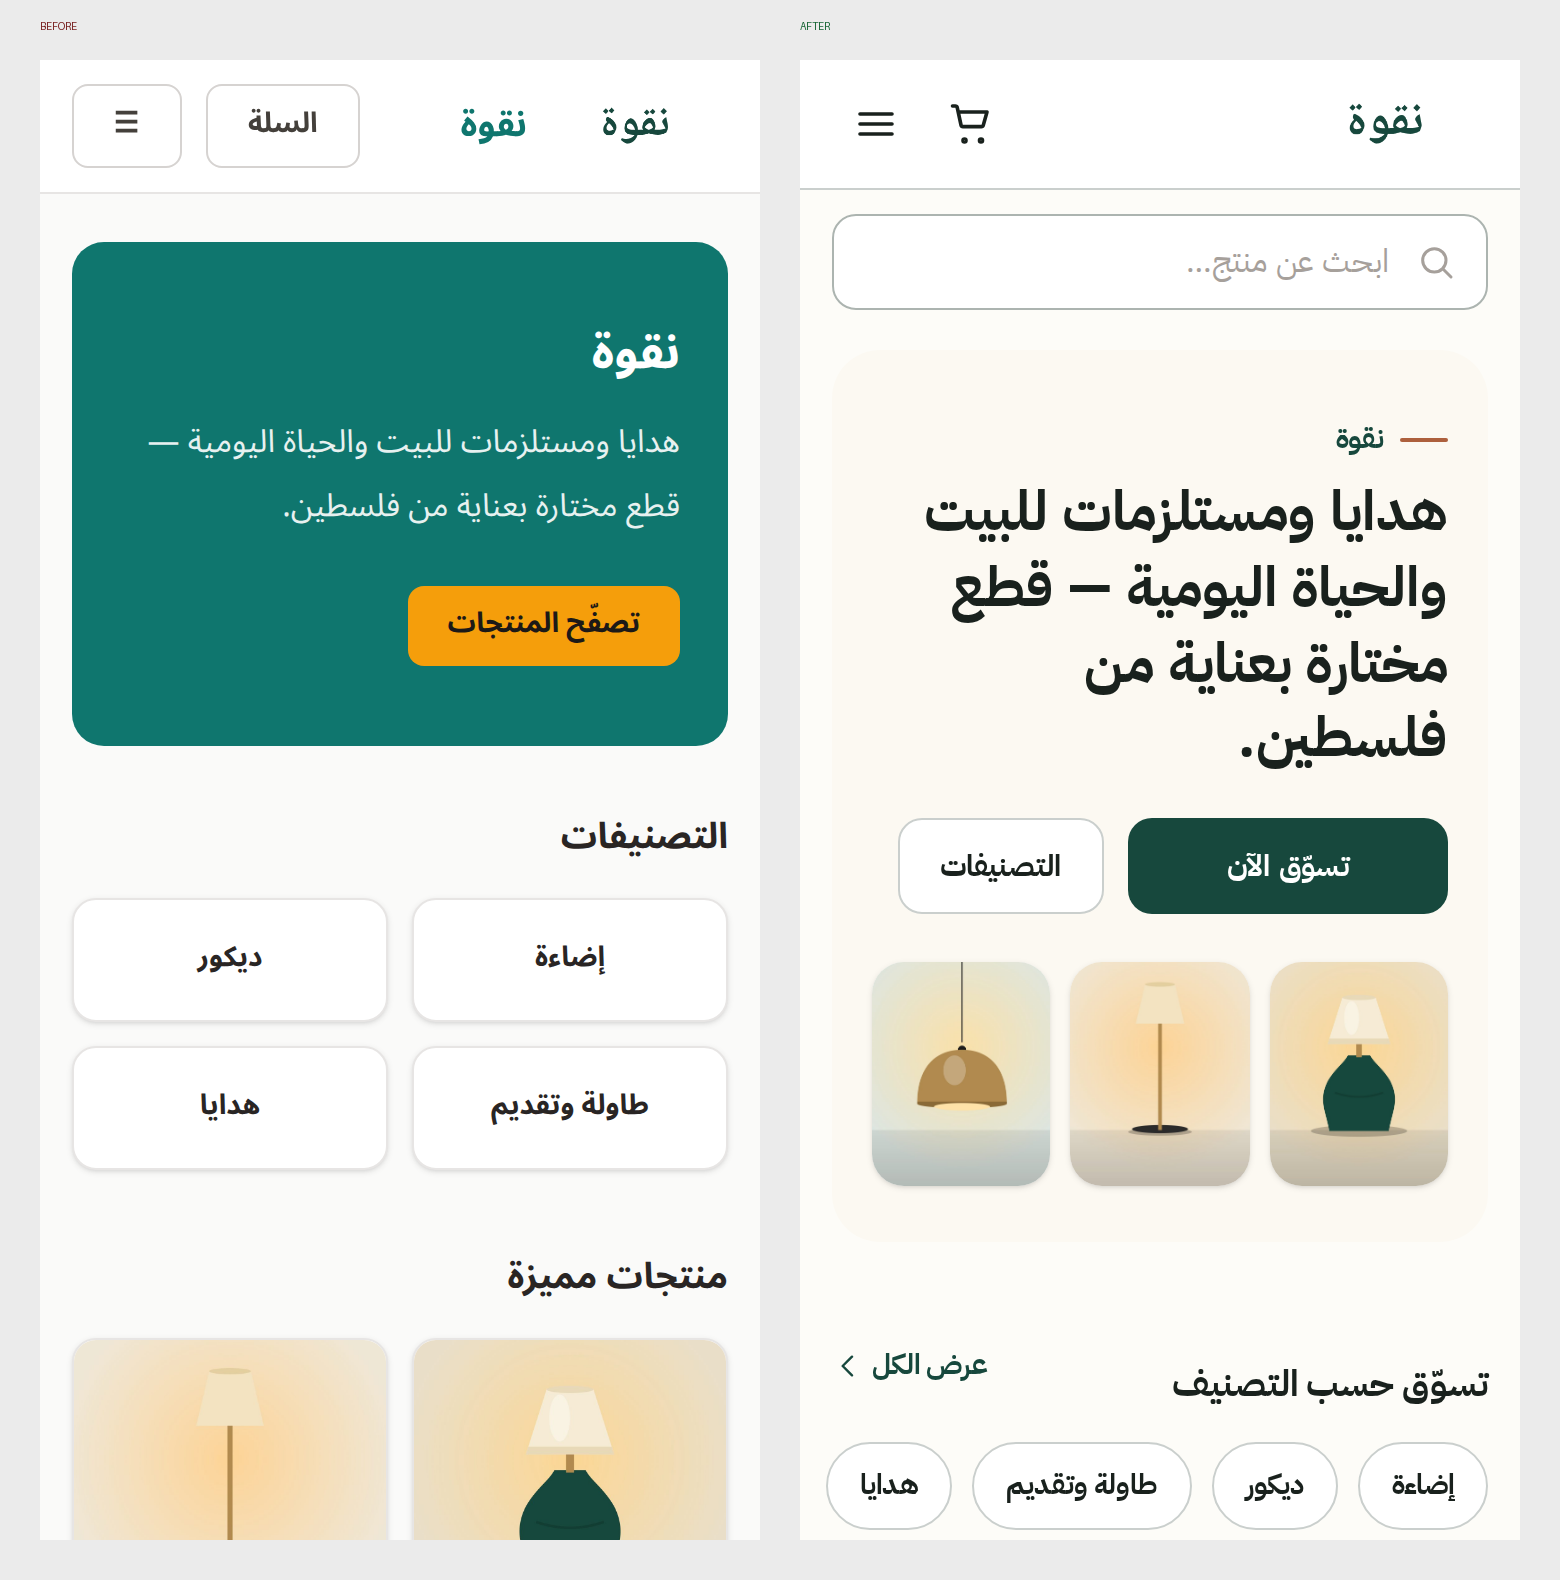 BEFORE
نقوة
نقوة
السلة
نقوة
هدايا ومستلزمات للبيت والحياة اليومية —
قطع مختارة بعناية من فلسطين.
تصفّح المنتجات
التصنيفات
إضاءة
ديكور
طاولة وتقديم
هدايا
منتجات مميزة
AFTER
نقوة
ابحث عن منتج...
نقوة
هدايا ومستلزمات للبيت
والحياة اليومية — قطع
مختارة بعناية من
فلسطين.
تسوّق الآن
التصنيفات
تسوّق حسب التصنيف
عرض الكل
إضاءة
ديكور
طاولة وتقديم
هدايا